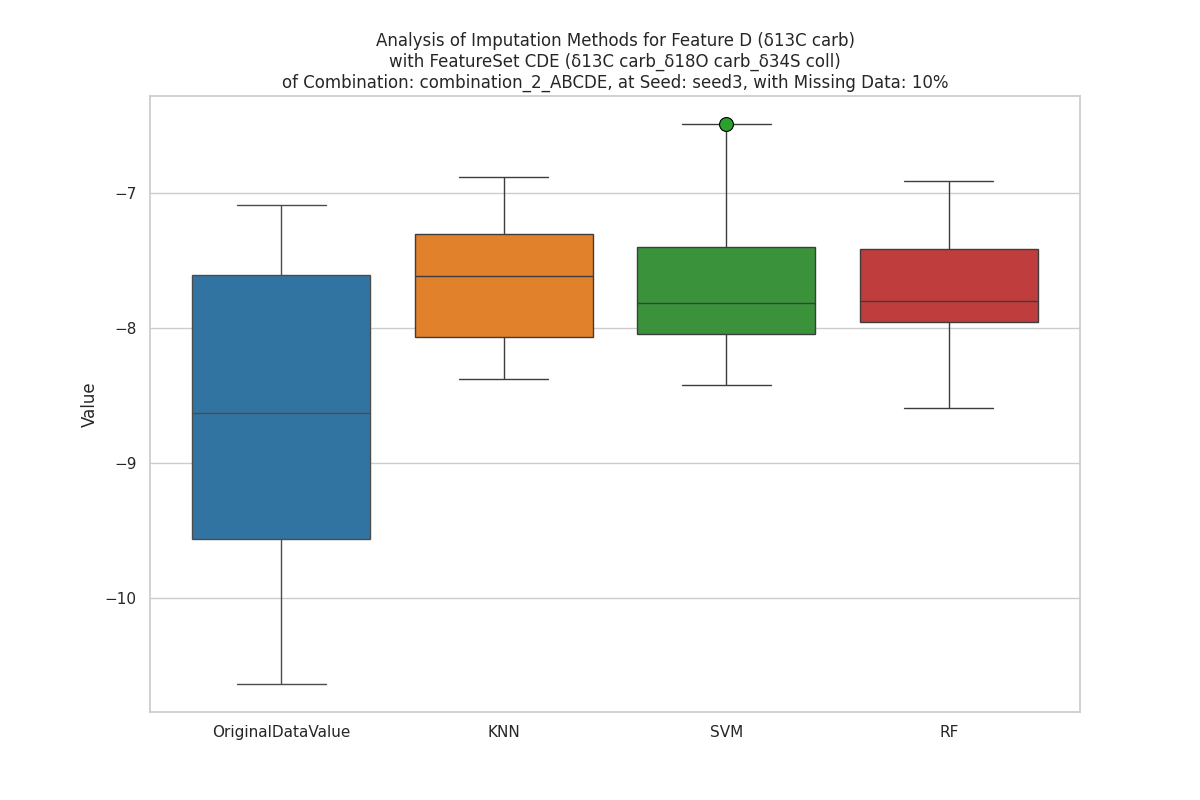 Analysis of Imputation Methods for Feature D (δ13C carb)
with FeatureSet CDE (δ13C carb_δ18O carb_δ34S coll)
of Combination: combination_2_ABCDE, at Seed: seed3, with Missing Data: 10%
−7
−8
−9
−10
Value
OriginalDataValue KNN SVM RF